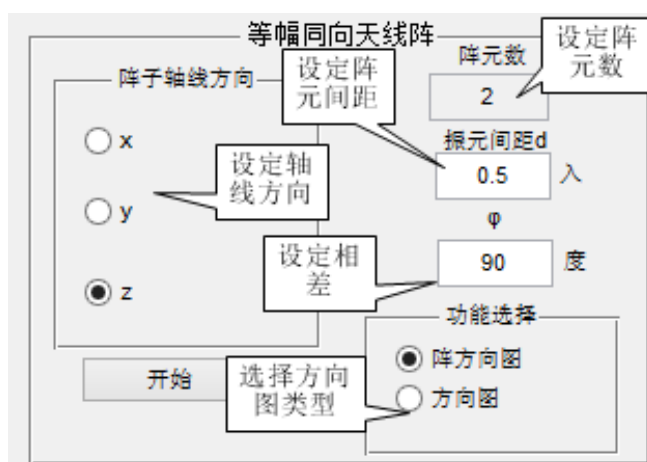 等幅同向天线阵
阵子轴线方向
x
y
z
设定轴
线方向
设定阵
元间距
阵元数
2
设定阵
元数
振元间距d
0.5
入
φ
90
度
设定相
差
开始
选择方向
图类型
功能选择
阵方向图
方向图